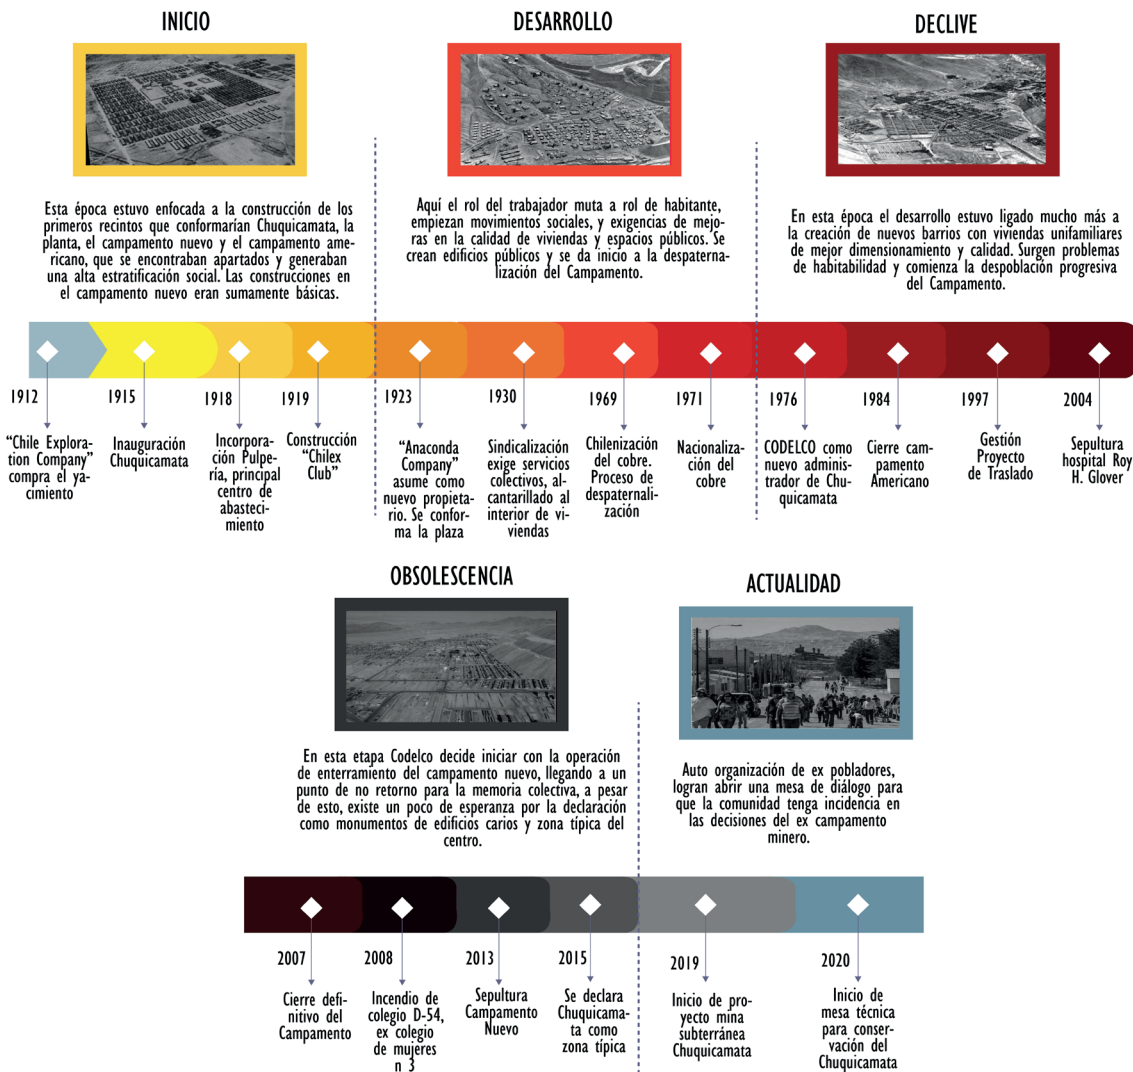 INICIO
Esta época estuvo enfocada a la construcción de los
primeros recintos que conformarían Chuquicamata, la
planta, el campamento nuevo y el campamento ame-
ricano, que se encontraban apartados y generaban
una alta estratificación social. Las construcciones en
el campamento nuevo eran sumamente básicas.
DESARROLLO
Aquí el rol del trabajador muta a rol de habitante,
empiezan movimientos sociales, y exigencias de mejo-
ras en la calidad de viviendas y espacios públicos. Se
crean edificios públicos y se da inicio a la despaterna-
lización del Campamento.
DECLIVE
En esta época el desarrollo estuvo ligado mucho más a
la creación de nuevos barrios con viviendas unifamiliares
de mejor dimensionamiento y calidad. Surgen problemas
de habitabilidad y comienza la despoblación progresiva
del Campamento.
1912
“Chile Explora-
tion Company”
compra el ya-
cimiento
1915
Inauguración
Chuquicamata
1918
Incorpora-
ción Pulpe-
ría, principal
centro de
abasteci-
miento
1919
Construcción
“Chilex
Club”
1923
“Anaconda
Company”
asume como
nuevo propieta-
rio. Se confor-
ma la plaza
1930
Sindicalización
exige servicios
colectivos, al-
cantarillado al
interior de vi-
viendas
1969
Chilenización
del cobre.
Proceso de
despaternali-
zación
1971
Nacionaliza-
ción del
cobre
1976
CODELCO como
nuevo adminis-
trador de Chu-
quicamata
1984
Cierre cam-
pamento
Americano
1997
Gestión
Proyecto
de Traslado
2004
Sepultura
hospital Roy
H. Glover
OBSOLESCENCIA
En esta etapa Codelco decide iniciar con la operación
de enterramiento del campamento nuevo, llegando a un
punto de no retorno para la memoria colectiva, a pesar
de esto, existe un poco de esperanza por la declaración
como monumentos de edificios carios y zona típica del
centro.
ACTUALIDAD
Auto organización de ex pobladores,
logran abrir una mesa de diálogo para
que la comunidad tenga incidencia en
las decisiones del ex campamento
minero.
2007
Cierre defi-
nitivo del
Campamento
2008
Incendio de
colegio D-54,
ex colegio
de mujeres
n 3
2013
Sepultura
Campamento
Nuevo
2015
Se declara
Chuquicama-
ta como
zona típica
2019
Inicio de pro-
yecto mina
subterránea
Chuquicamata
2020
Inicio de
mesa técnica
para conser-
vación del
Chuquicamata